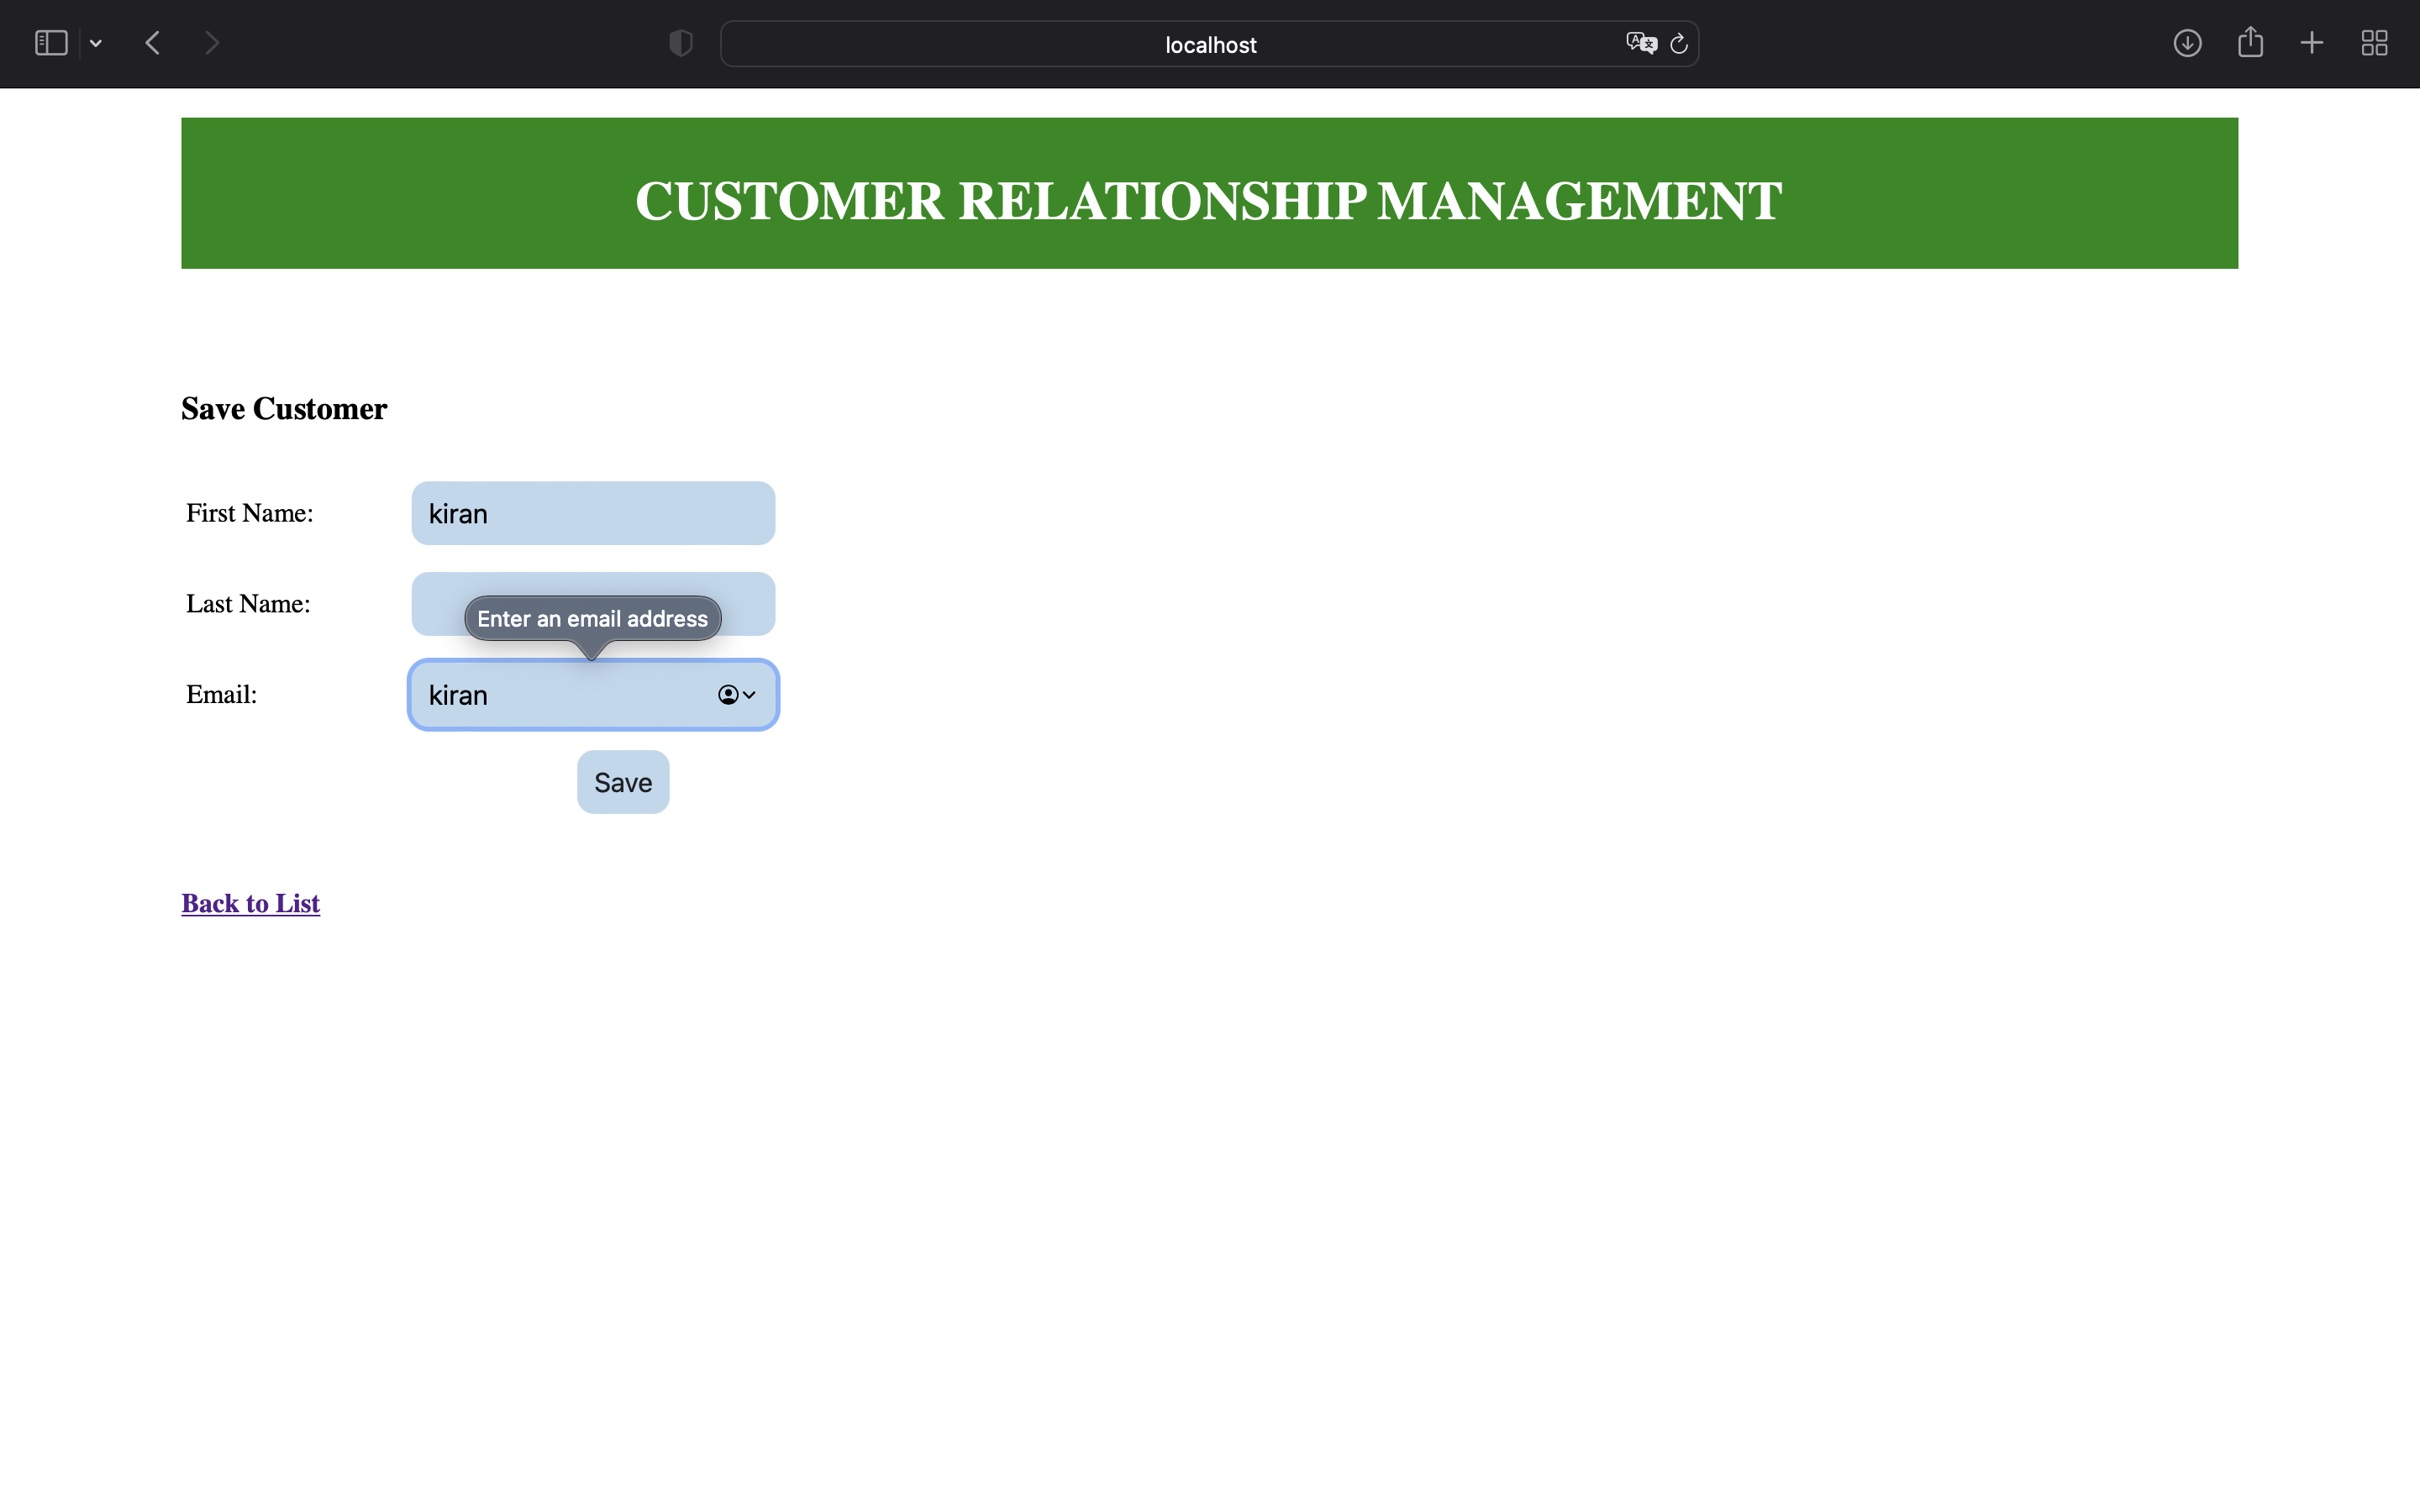 localhost
CUSTOMER RELATIONSHIP MANAGEMENT
Save Customer
First Name:
kiran
Last Name:
Enter an email address
Email:
kiran
Save
Back to List